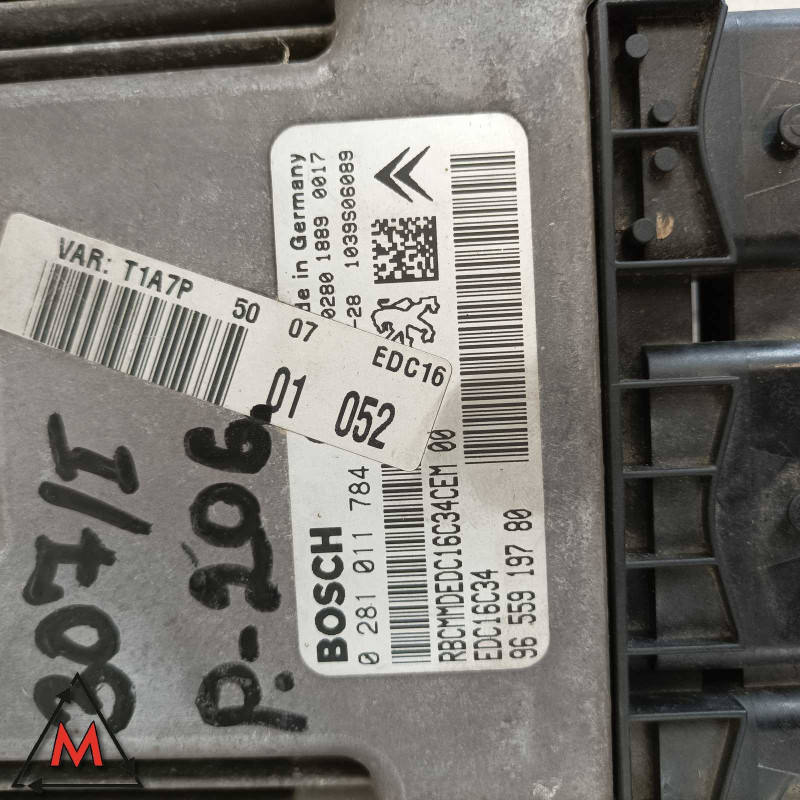 VAR: T1A7P
50 07
EDC16
01 052
de in Germany
0280 1889 0017
-28 1039S06089
BOSCH
0 281 011 784
RBCMMDEDC16C34CEM 00
EDC16C34
96 559 197 80
P-206
M